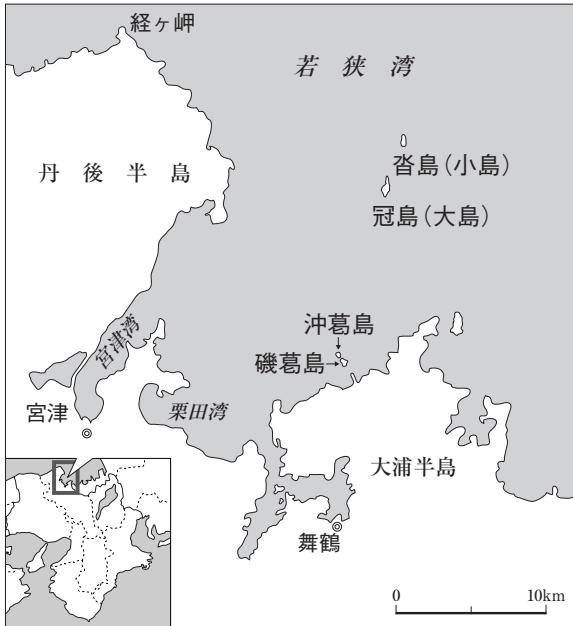 経ヶ岬
若狭湾
丹後半島
沓島（小島）
冠島（大島）
沖葛島
磯葛島
宮津湾
栗田湾
宮津
大浦半島
舞鶴
0 10km